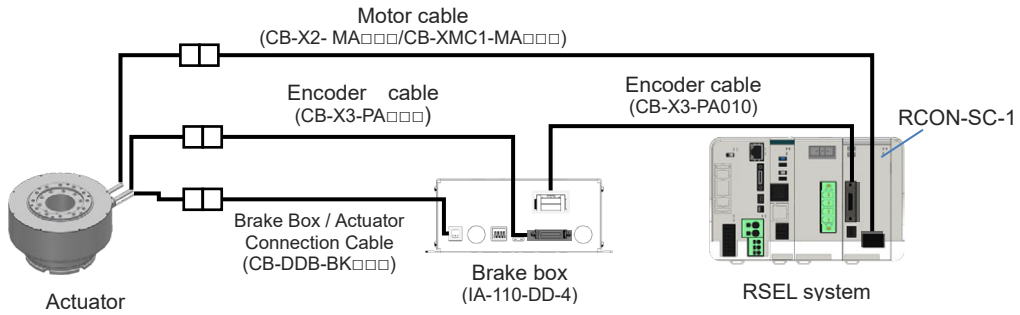 Motor cable
(CB-X2- MA□□□/CB-XMC1-MA□□□)
Encoder cable
(CB-X3-PA□□□)
Encoder cable
(CB-X3-PA010)
RCON-SC-1
Brake Box / Actuator
Connection Cable
(CB-DDB-BK□□□)
Brake box
(IA-110-DD-4)
Actuator
RSEL system